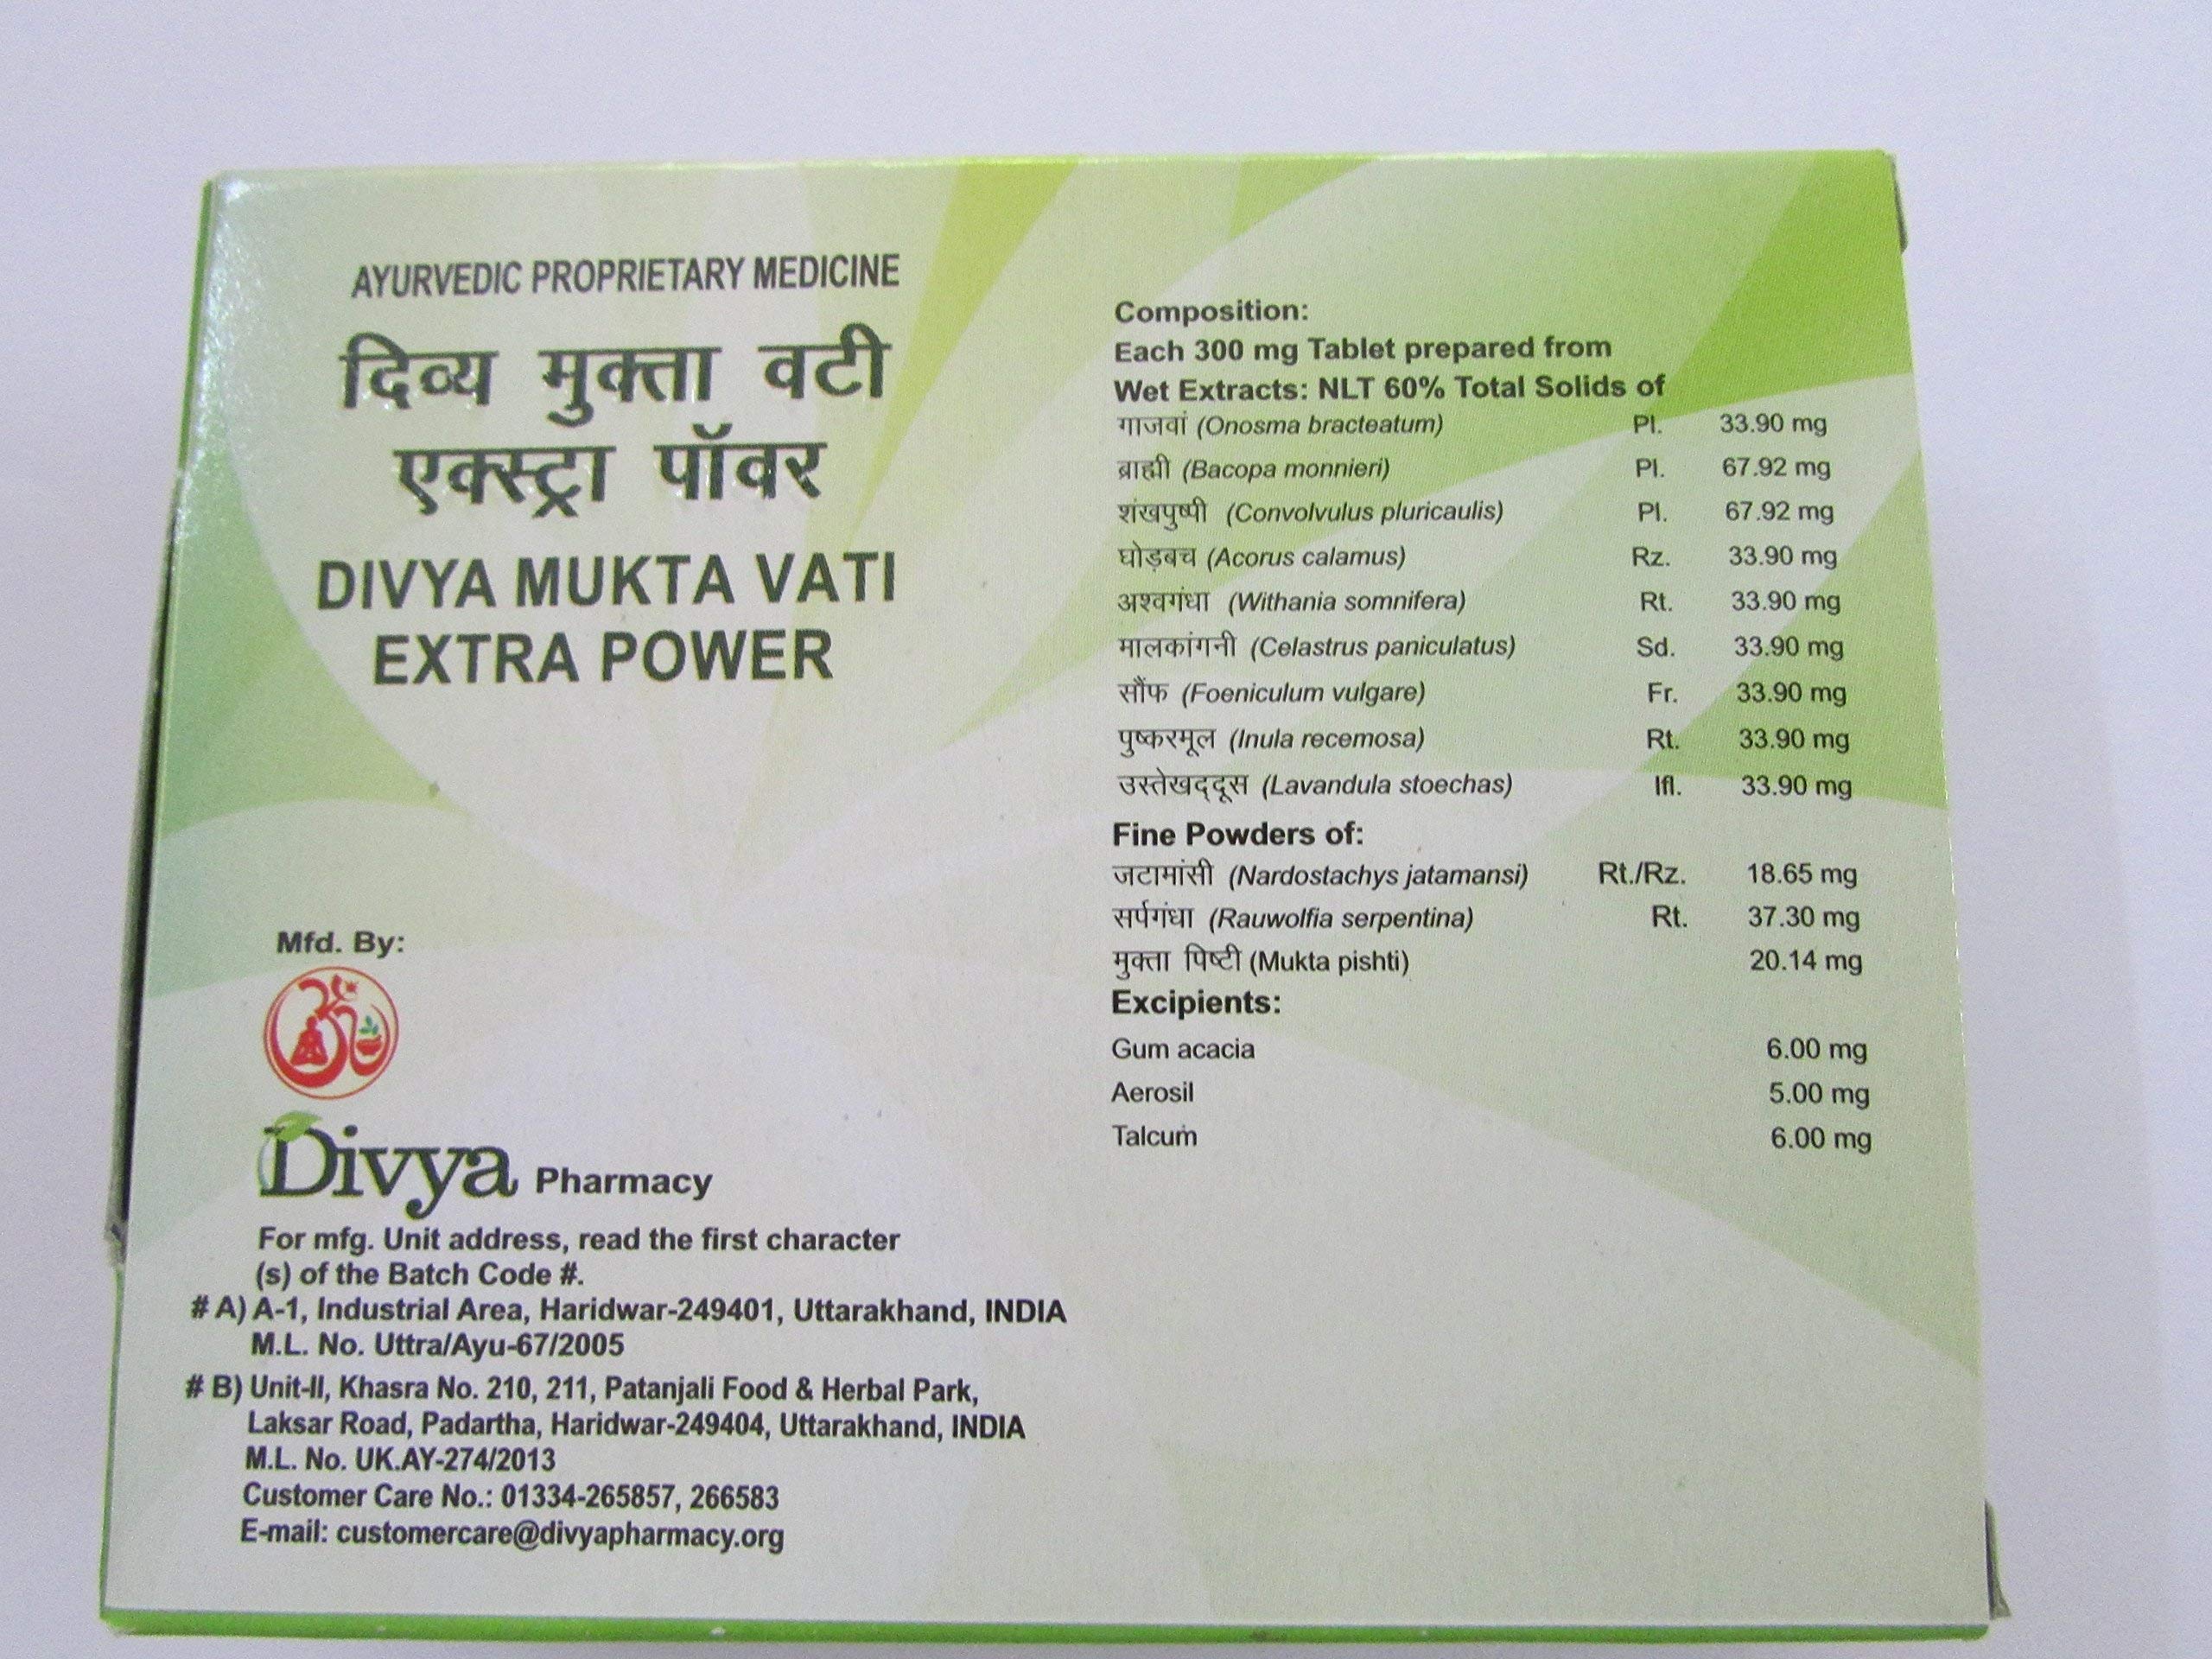 AYURVEDIC PROPRIETARY MEDICINE
दिव्य मुक्ता वटी
एक्स्ट्रा पॉवर
DIVYA MUKTA VATI
EXTRA POWER
Mfd. By:
Divya Pharmacy
For mfg. Unit address, read the first character
(s) of the Batch Code #.
# A) A-1, Industrial Area, Haridwar-249401, Uttarakhand, INDIA
M.L. No. Uttra/Ayu-67/2005
# B) Unit-II, Khasra No. 210, 211, Patanjali Food & Herbal Park,
Laksar Road, Padartha, Haridwar-249404, Uttarakhand, INDIA
M.L. No. UK.AY-274/2013
Customer Care No.: 01334-265857, 266583
E-mail: customercare@divyapharmacy.org
Composition:
Each 300 mg Tablet prepared from
Wet Extracts: NLT 60% Total Solids of
गाजवां (Onosma bracteatum) Pl. 33.90 mg
ब्राह्मी (Bacopa monnieri) Pl. 67.92 mg
शंखपुष्पी (Convolvulus pluricaulis) Pl. 67.92 mg
घोड़बच (Acorus calamus) Rz. 33.90 mg
अश्वगंधा (Withania somnifera) Rt. 33.90 mg
मालकांगनी (Celastrus paniculatus) Sd. 33.90 mg
सौंफ (Foeniculum vulgare) Fr. 33.90 mg
पुष्करमूल (Inula recemosa) Rt. 33.90 mg
उस्तेखद्‌दूस (Lavandula stoechas) Ifl. 33.90 mg
Fine Powders of:
जटामांसी (Nardostachys jatamansi) Rt./Rz. 18.65 mg
सर्पगंधा (Rauwolfia serpentina) Rt. 37.30 mg
मुक्ता पिष्टी (Mukta pishti) 20.14 mg
Excipients:
Gum acacia 6.00 mg
Aerosil 5.00 mg
Talcum 6.00 mg